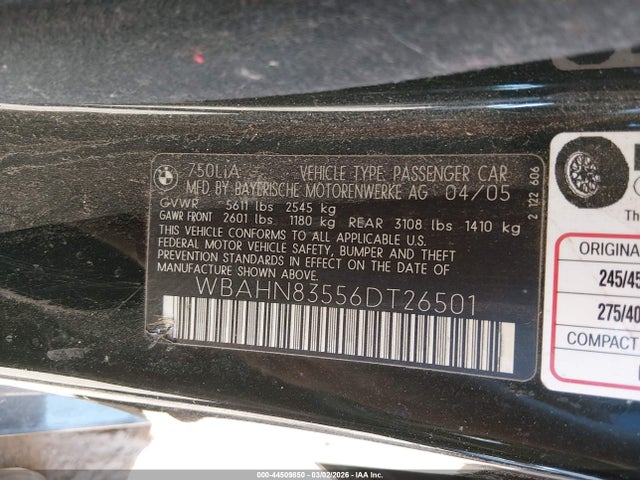 750LiA VEHICLE TYPE PASSENGER CAR
MFD BY BAYERISCHE MOTORENWERKE AG 04/05
GVWR 5611 lbs 2545 kg
GAWR FRONT 2601 lbs 1180 kg REAR 3108 lbs 1410 kg
THIS VEHICLE CONFORMS TO ALL APPLICABLE U.S.
FEDERAL MOTOR VEHICLE SAFETY, BUMPER AND THEFT
PREVENTION STANDARDS IN EFFECT ON THE DATE OF
MANUFACTURE SHOWN ABOVE.
WBAHN83556DT26501
2 122 606
The
ORIGINAL
245/45
275/40
COMPACT
000-44509850 - 03/02/2026 - IAA Inc.